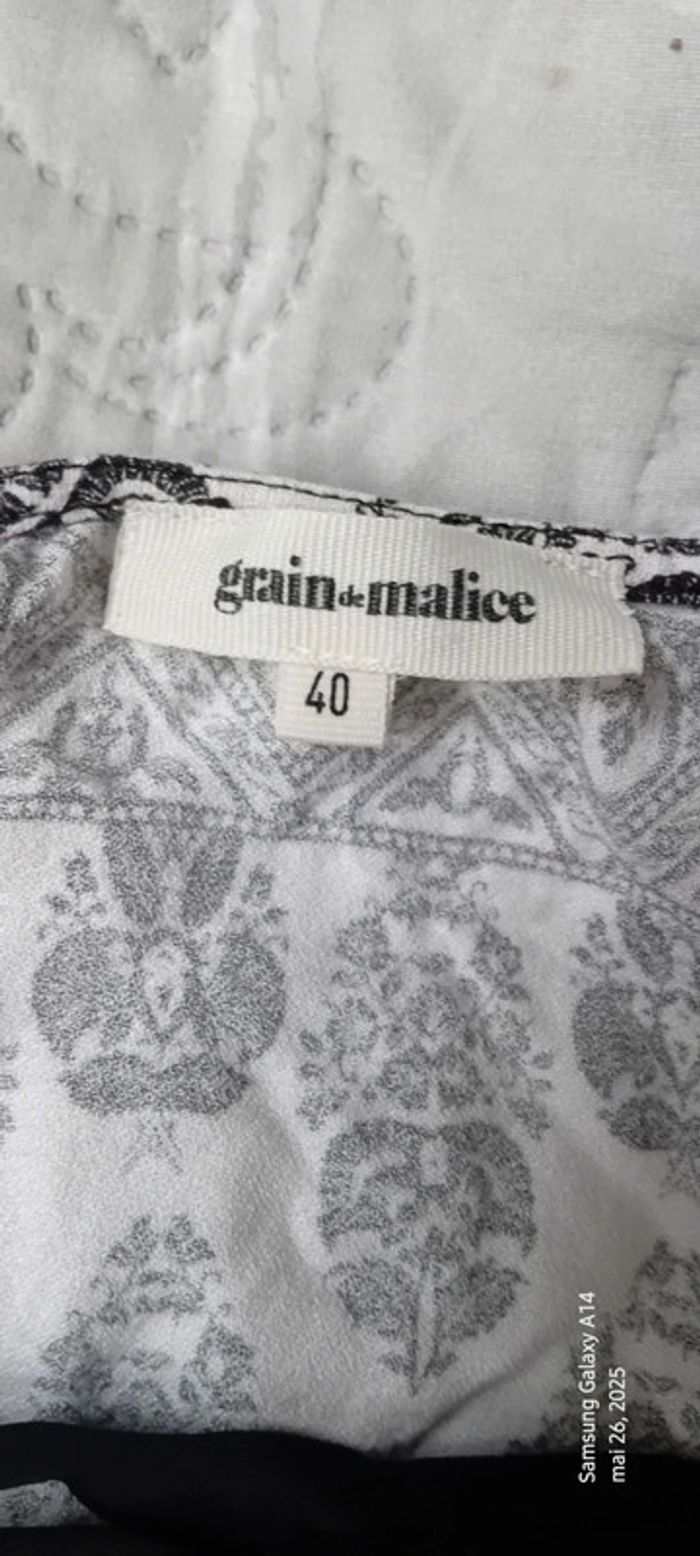 grain de malice
40
Samsung Galaxy A14
mai 26, 2025